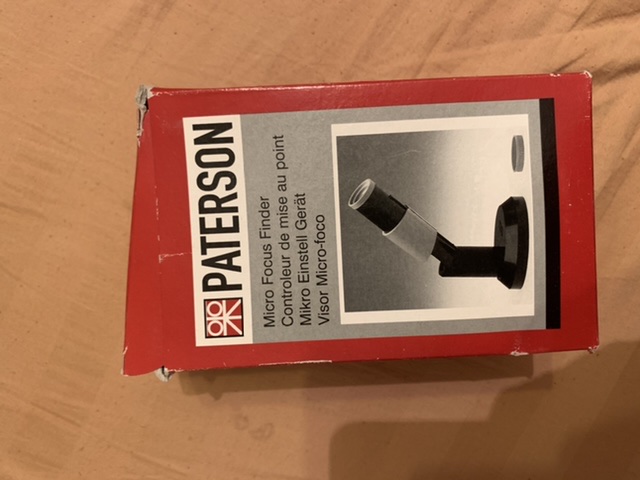 PATERSON
Micro Focus Finder
Controleur de mise au point
Mikro Einstell Gerät
Visor Micro-foco